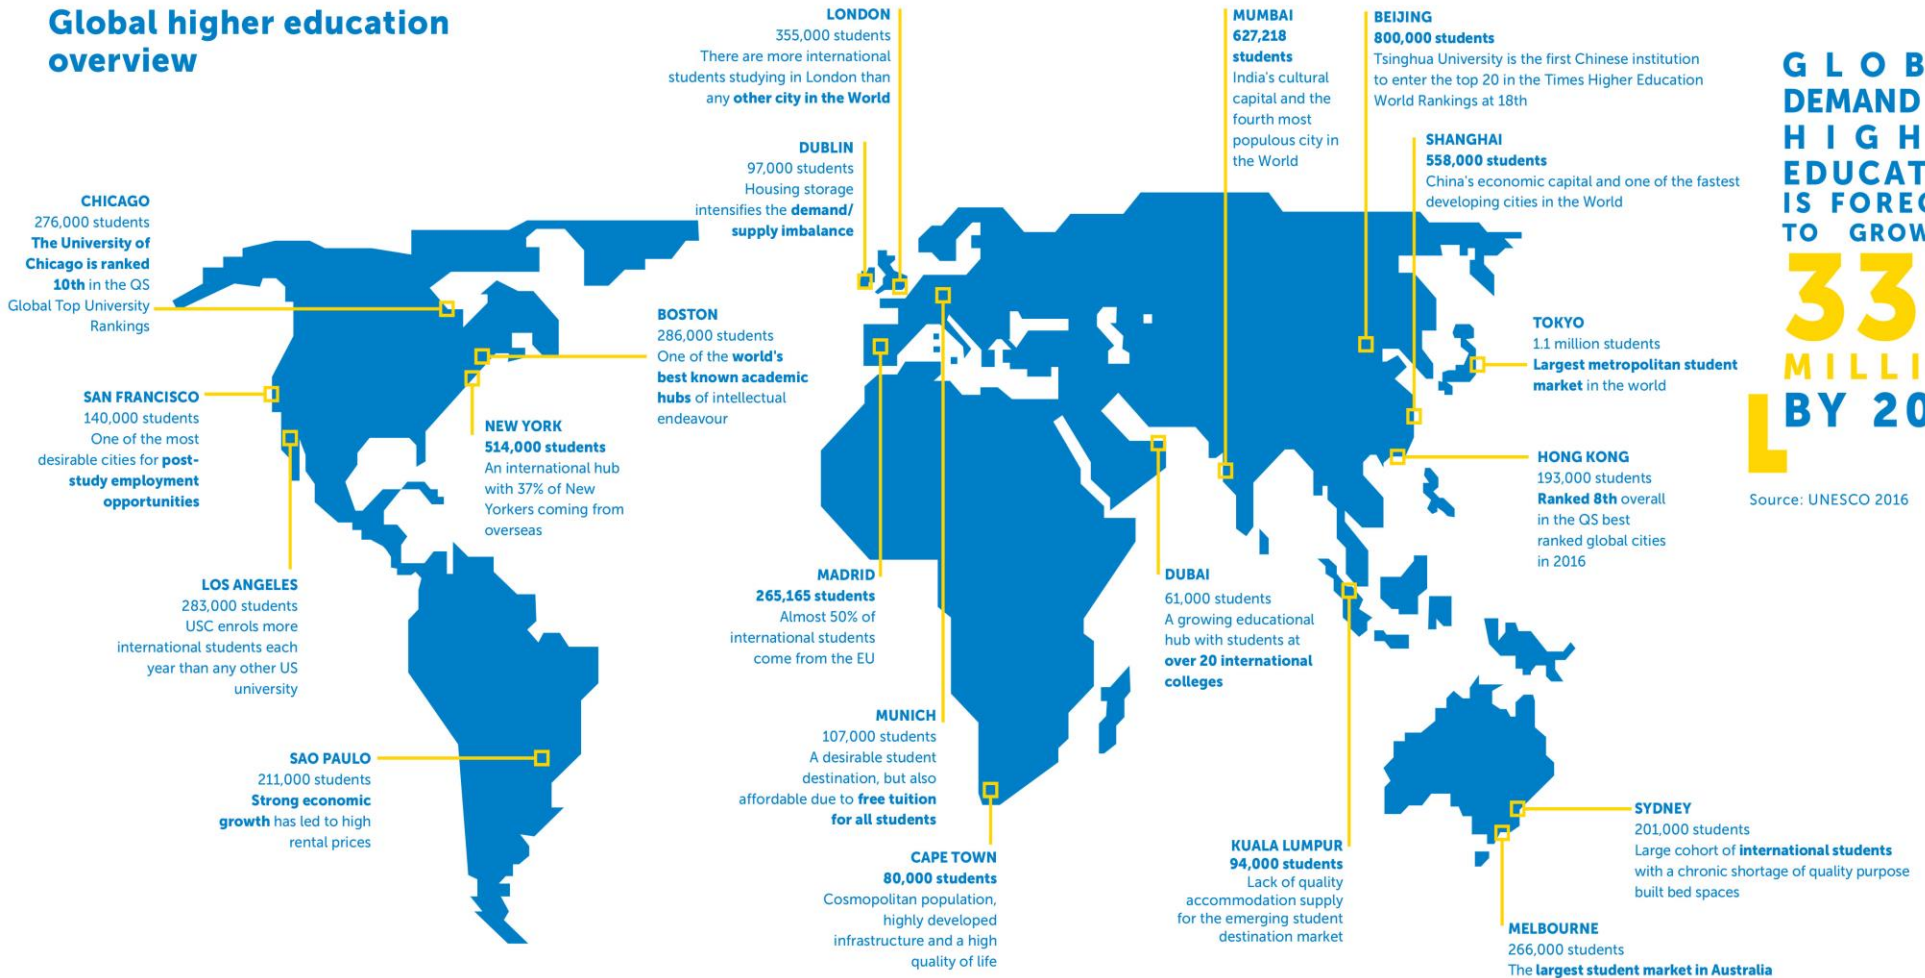 Global higher education
overview
LONDON
355,000 students
There are more international
students studying in London than
any other city in the World
DUBLIN
97,000 students
Housing storage
intensifies the demand/
supply imbalance
MUMBAI
627,218
students
India's cultural
capital and the
fourth most
populous city in
the World
BEIJING
800,000 students
Tsinghua University is the first Chinese institution
to enter the top 20 in the Times Higher Education
World Rankings at 18th
SHANGHAI
558,000 students
China's economic capital and one of the fastest
developing cities in the World
CHICAGO
276,000 students
The University of
Chicago is ranked
10th in the QS
Global Top University
Rankings
BOSTON
286,000 students
One of the world's
best known academic
hubs of intellectual
endeavour
SAN FRANCISCO
140,000 students
One of the most
desirable cities for post-
study employment
opportunities
NEW YORK
514,000 students
An international hub
with 37% of New
Yorkers coming from
overseas
LOS ANGELES
283,000 students
USC enrols more
international students each
year than any other US
university
SAO PAULO
211,000 students
Strong economic
growth has led to high
rental prices
MADRID
265,165 students
Almost 50% of
international students
come from the EU
MUNICH
107,000 students
A desirable student
destination, but also
affordable due to free tuition
for all students
CAPE TOWN
80,000 students
Cosmopolitan population,
highly developed
infrastructure and a high
quality of life
DUBAI
61,000 students
A growing educational
hub with students at
over 20 international
colleges
KUALA LUMPUR
94,000 students
Lack of quality
accommodation supply
for the emerging student
destination market
TOKYO
1.1 million students
Largest metropolitan student
market in the world
HONG KONG
193,000 students
Ranked 8th overall
in the QS best
ranked global cities
in 2016
SYDNEY
201,000 students
Large cohort of international students
with a chronic shortage of quality purpose
built bed spaces
MELBOURNE
266,000 students
The largest student market in Australia
GLOB
DEMAND
HIGH
EDUCAT
IS FOREC
TO GROW
33
MILLI
BY 20
Source: UNESCO 2016